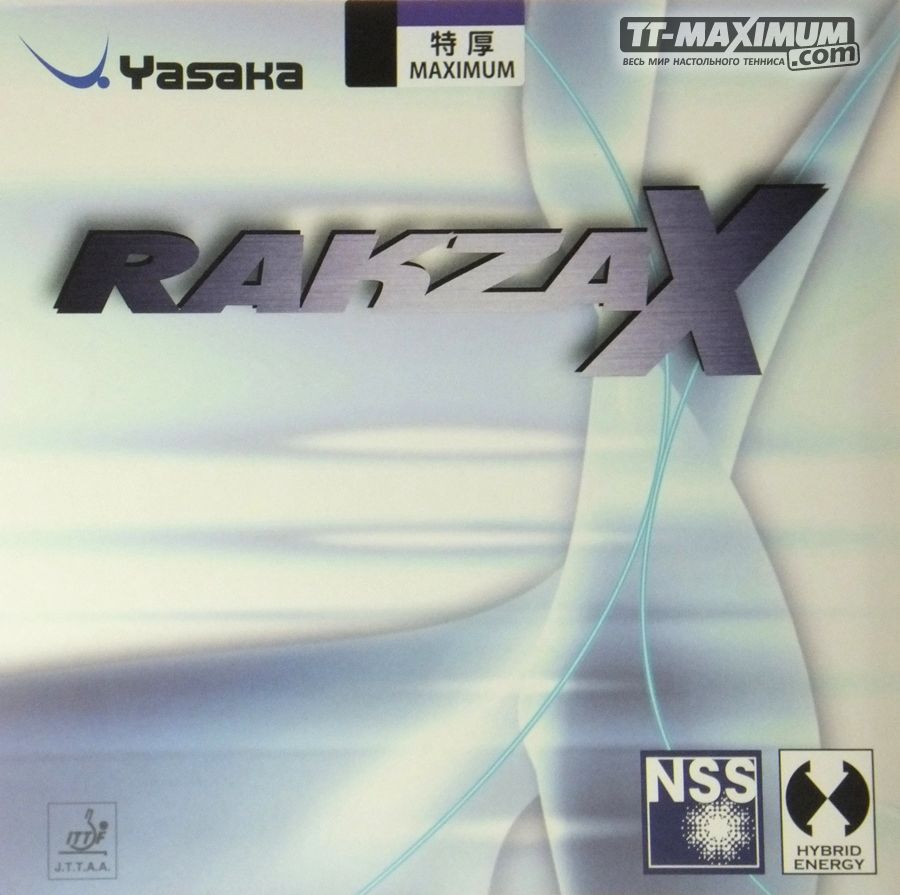 Yasaka
特厚
MAXIMUM
TT-MAXIMUM
.com
ВЕСЬ МИР НАСТОЛЬНОГО ТЕННИСА
RAKZA X
ITTF
J.T.T.A.A.
NSS
HYBRID
ENERGY